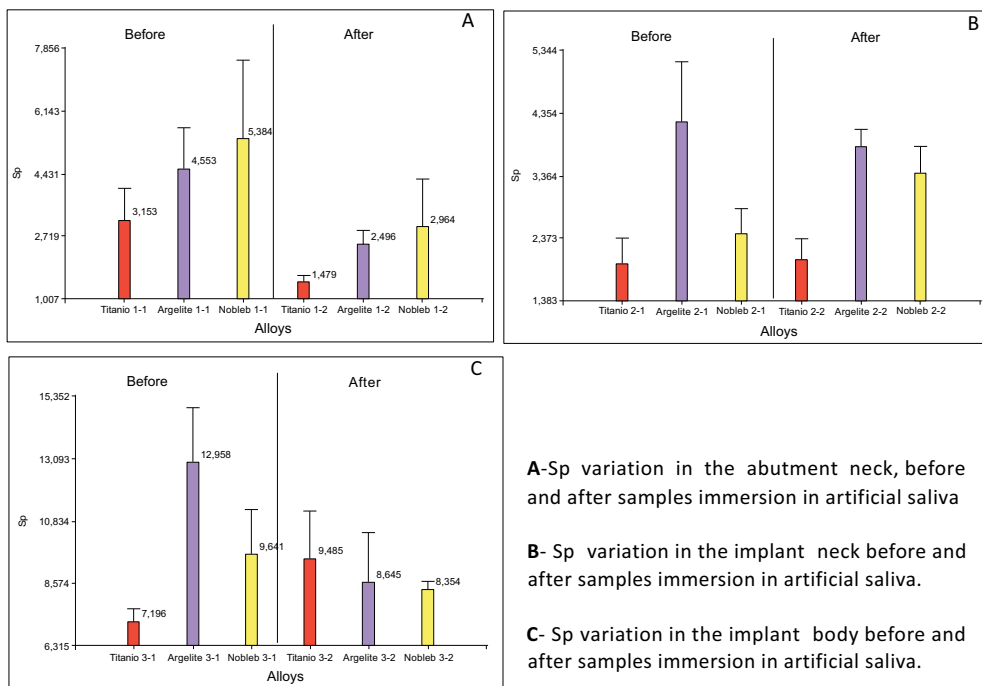 A
Before After
7,856
6,143
4,431
2,719
1,007
Sp
3,153
4,553
5,384
1,479
2,496
2,964
Titanio 1-1 Argelite 1-1 Nobleb 1-1 Titanio 1-2 Argelite 1-2 Nobleb 1-2
Alloys
B
Before After
5,344
4,354
3,364
2,373
1,383
Sp
Titanio 2-1 Argelite 2-1 Nobleb 2-1 Titanio 2-2 Argelite 2-2 Nobleb 2-2
Alloys
C
Before After
15,352
13,093
10,834
8,574
6,315
Sp
7,196
12,958
9,641
9,485
8,645
8,354
Titanio 3-1 Argelite 3-1 Nobleb 3-1 Titanio 3-2 Argelite 3-2 Nobleb 3-2
Alloys
A-Sp variation in the abutment neck, before
and after samples immersion in artificial saliva
B- Sp variation in the implant neck before and
after samples immersion in artificial saliva.
C- Sp variation in the implant body before and
after samples immersion in artificial saliva.